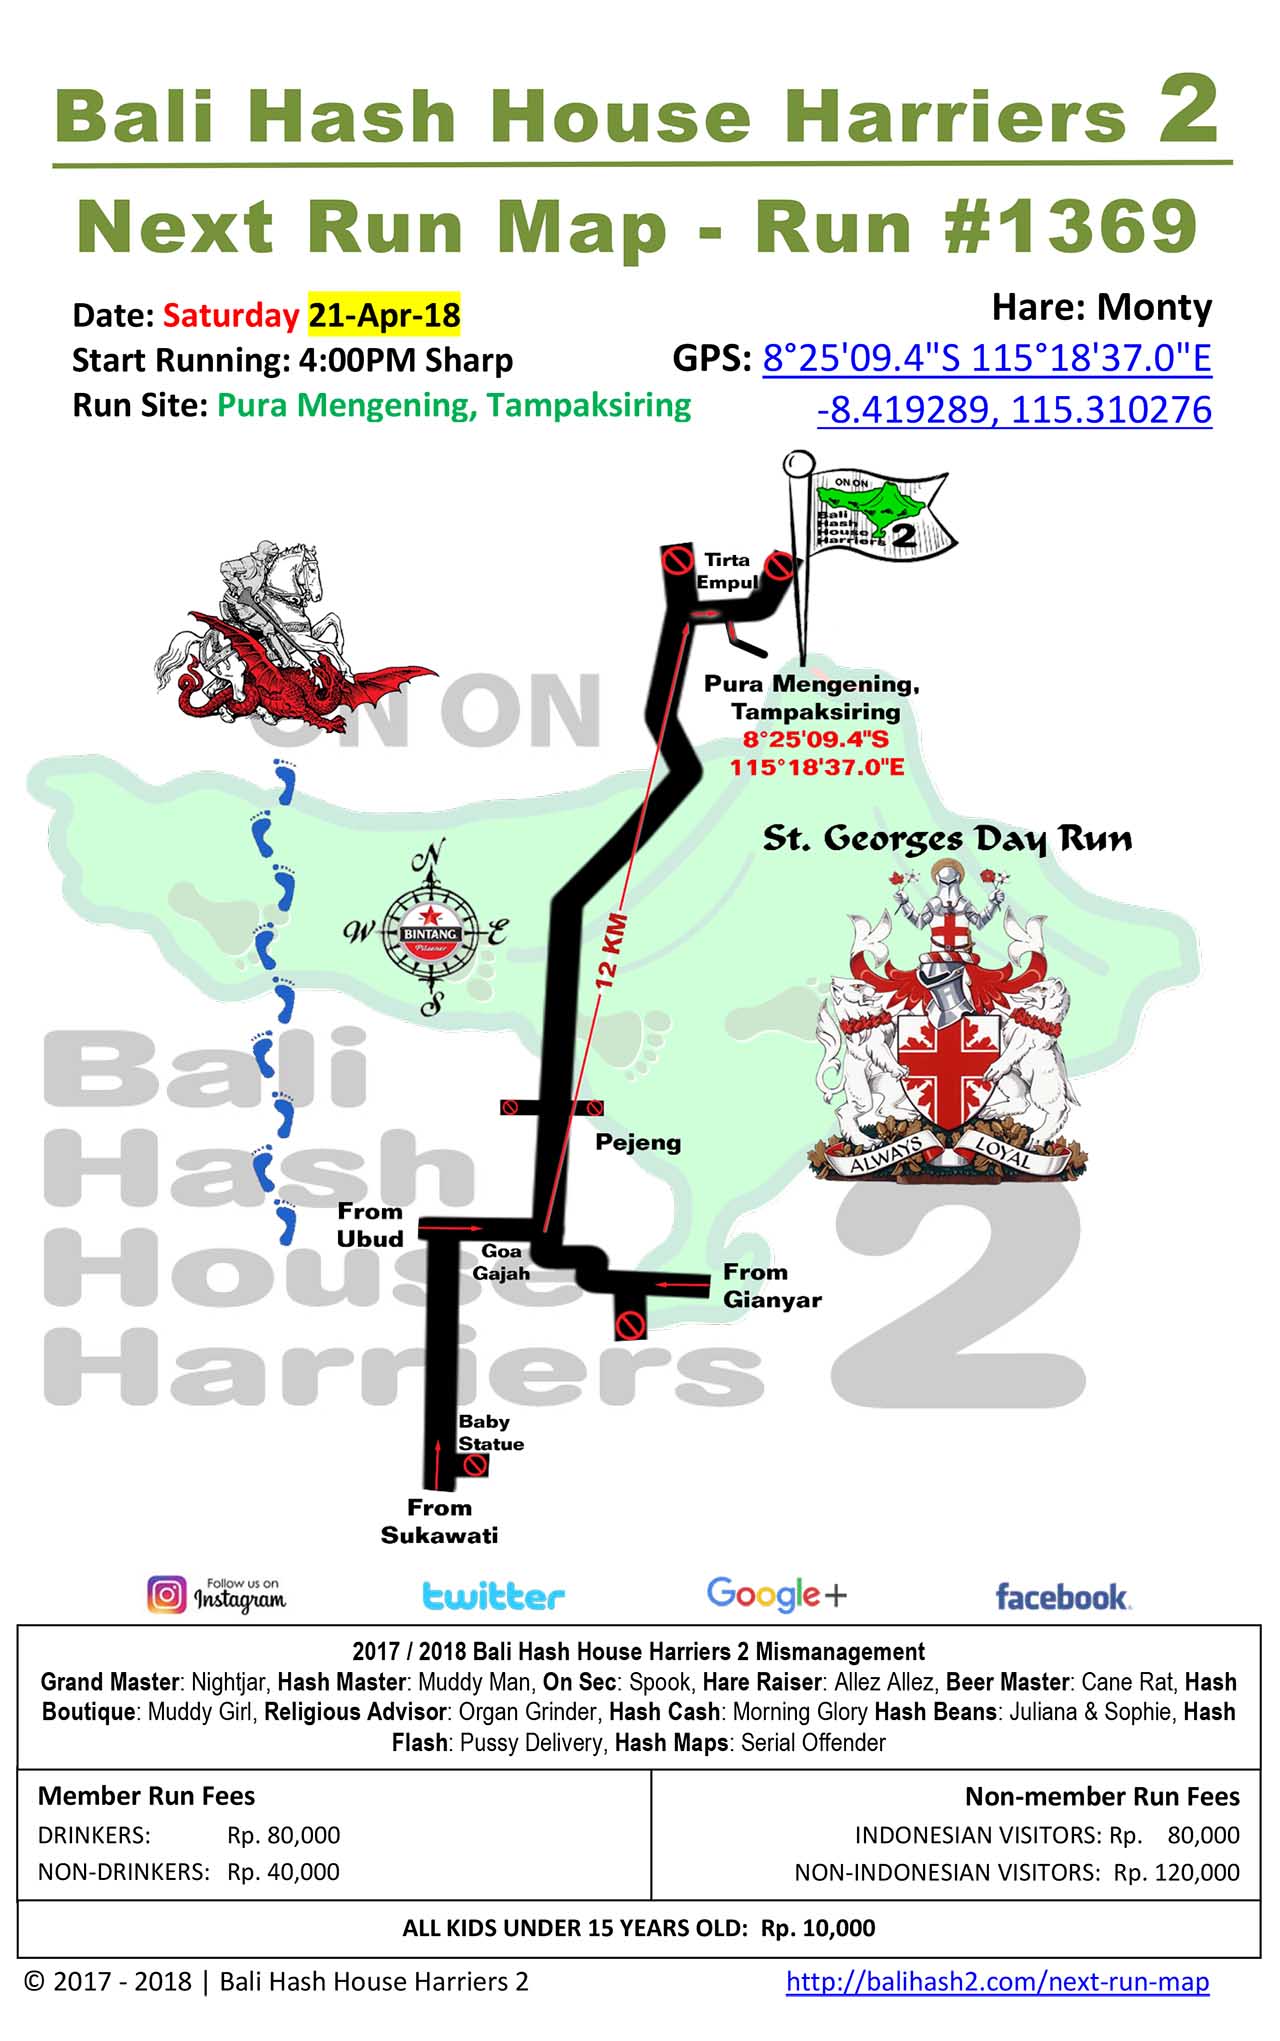 Bali Hash House Harriers 2
Next Run Map - Run #1369
Date: Saturday 21-Apr-18
Start Running: 4:00PM Sharp
Run Site: Pura Mengening, Tampaksiring
Hare: Monty
GPS: 8°25'09.4"S 115°18'37.0"E
-8.419289, 115.310276
ON ON
Bali
Hash
House
Harriers 2
Tirta
Empul
Pura Mengening,
Tampaksiring
8°25'09.4"S
115°18'37.0"E
ON ON
St. Georges Day Run
N
W
E
S
BINTANG
Pilsener
12 KM
ALWAYS LOYAL
Bali
Hash
House
Harriers 2
Pejeng
From
Ubud
Goa
Gajah
From
Gianyar
Baby
Statue
From
Sukawati
Follow us on
Instagram
twitter
Google+
facebook.
2017 / 2018 Bali Hash House Harriers 2 Mismanagement
Grand Master: Nightjar, Hash Master: Muddy Man, On Sec: Spook, Hare Raiser: Allez Allez, Beer Master: Cane Rat, Hash
Boutique: Muddy Girl, Religious Advisor: Organ Grinder, Hash Cash: Morning Glory Hash Beans: Juliana & Sophie, Hash
Flash: Pussy Delivery, Hash Maps: Serial Offender
Member Run Fees
DRINKERS: Rp. 80,000
NON-DRINKERS: Rp. 40,000
Non-member Run Fees
INDONESIAN VISITORS: Rp. 80,000
NON-INDONESIAN VISITORS: Rp. 120,000
ALL KIDS UNDER 15 YEARS OLD: Rp. 10,000
© 2017 - 2018 | Bali Hash House Harriers 2
http://balihash2.com/next-run-map